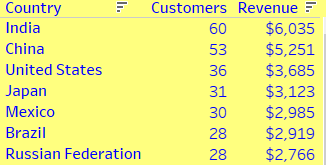 Country Customers Revenue
India 60 $6,035
China 53 $5,251
United States 36 $3,685
Japan 31 $3,123
Mexico 30 $2,985
Brazil 28 $2,919
Russian Federation 28 $2,766